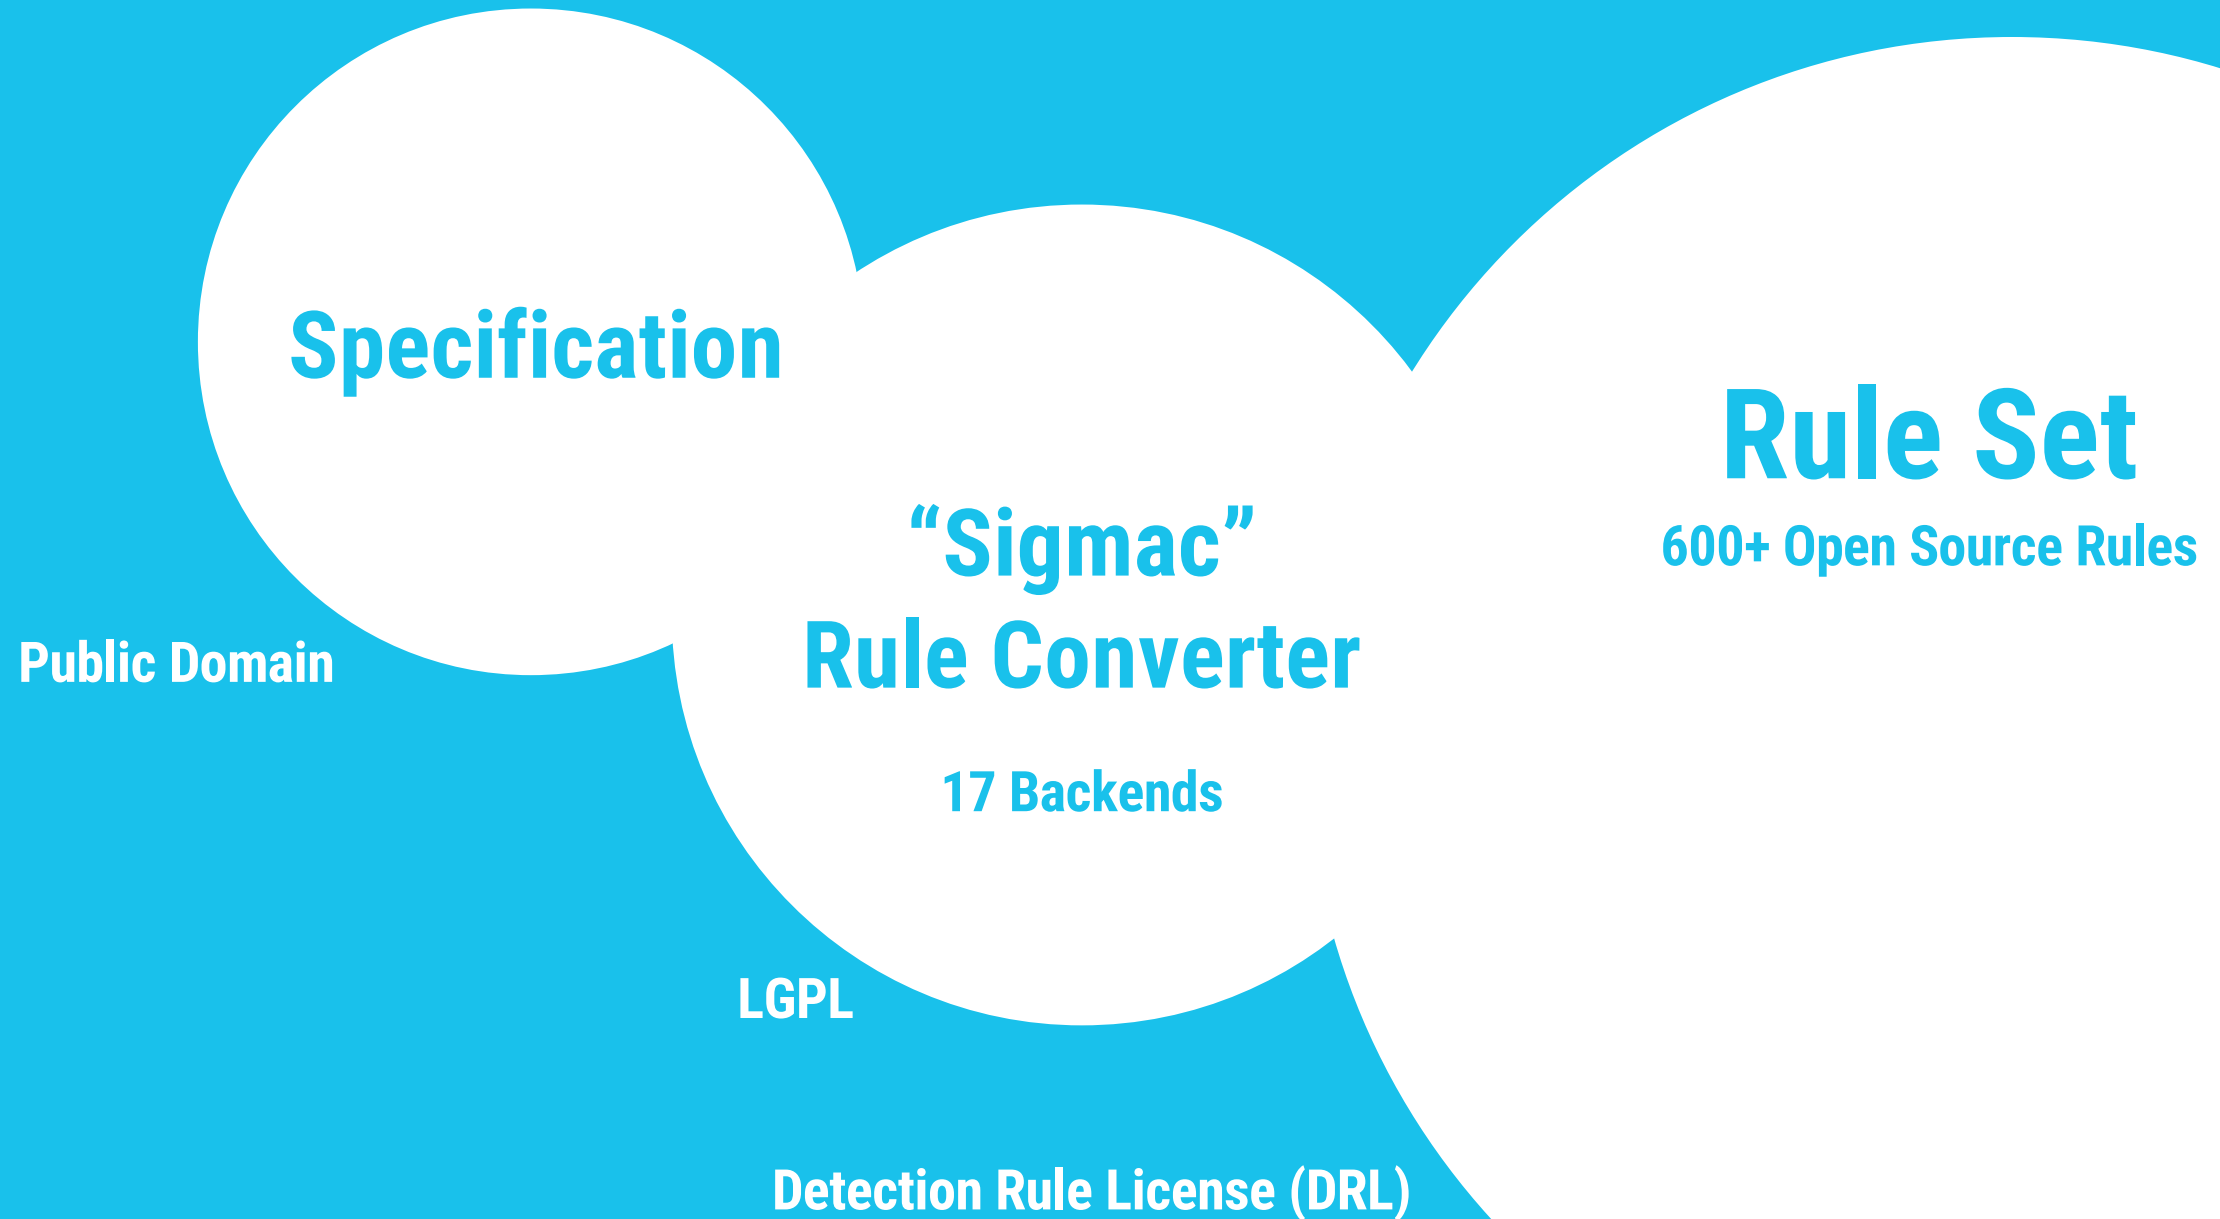 Specification
Public Domain
“Sigmac”
Rule Converter
17 Backends
LGPL
Rule Set
600+ Open Source Rules
Detection Rule License (DRL)